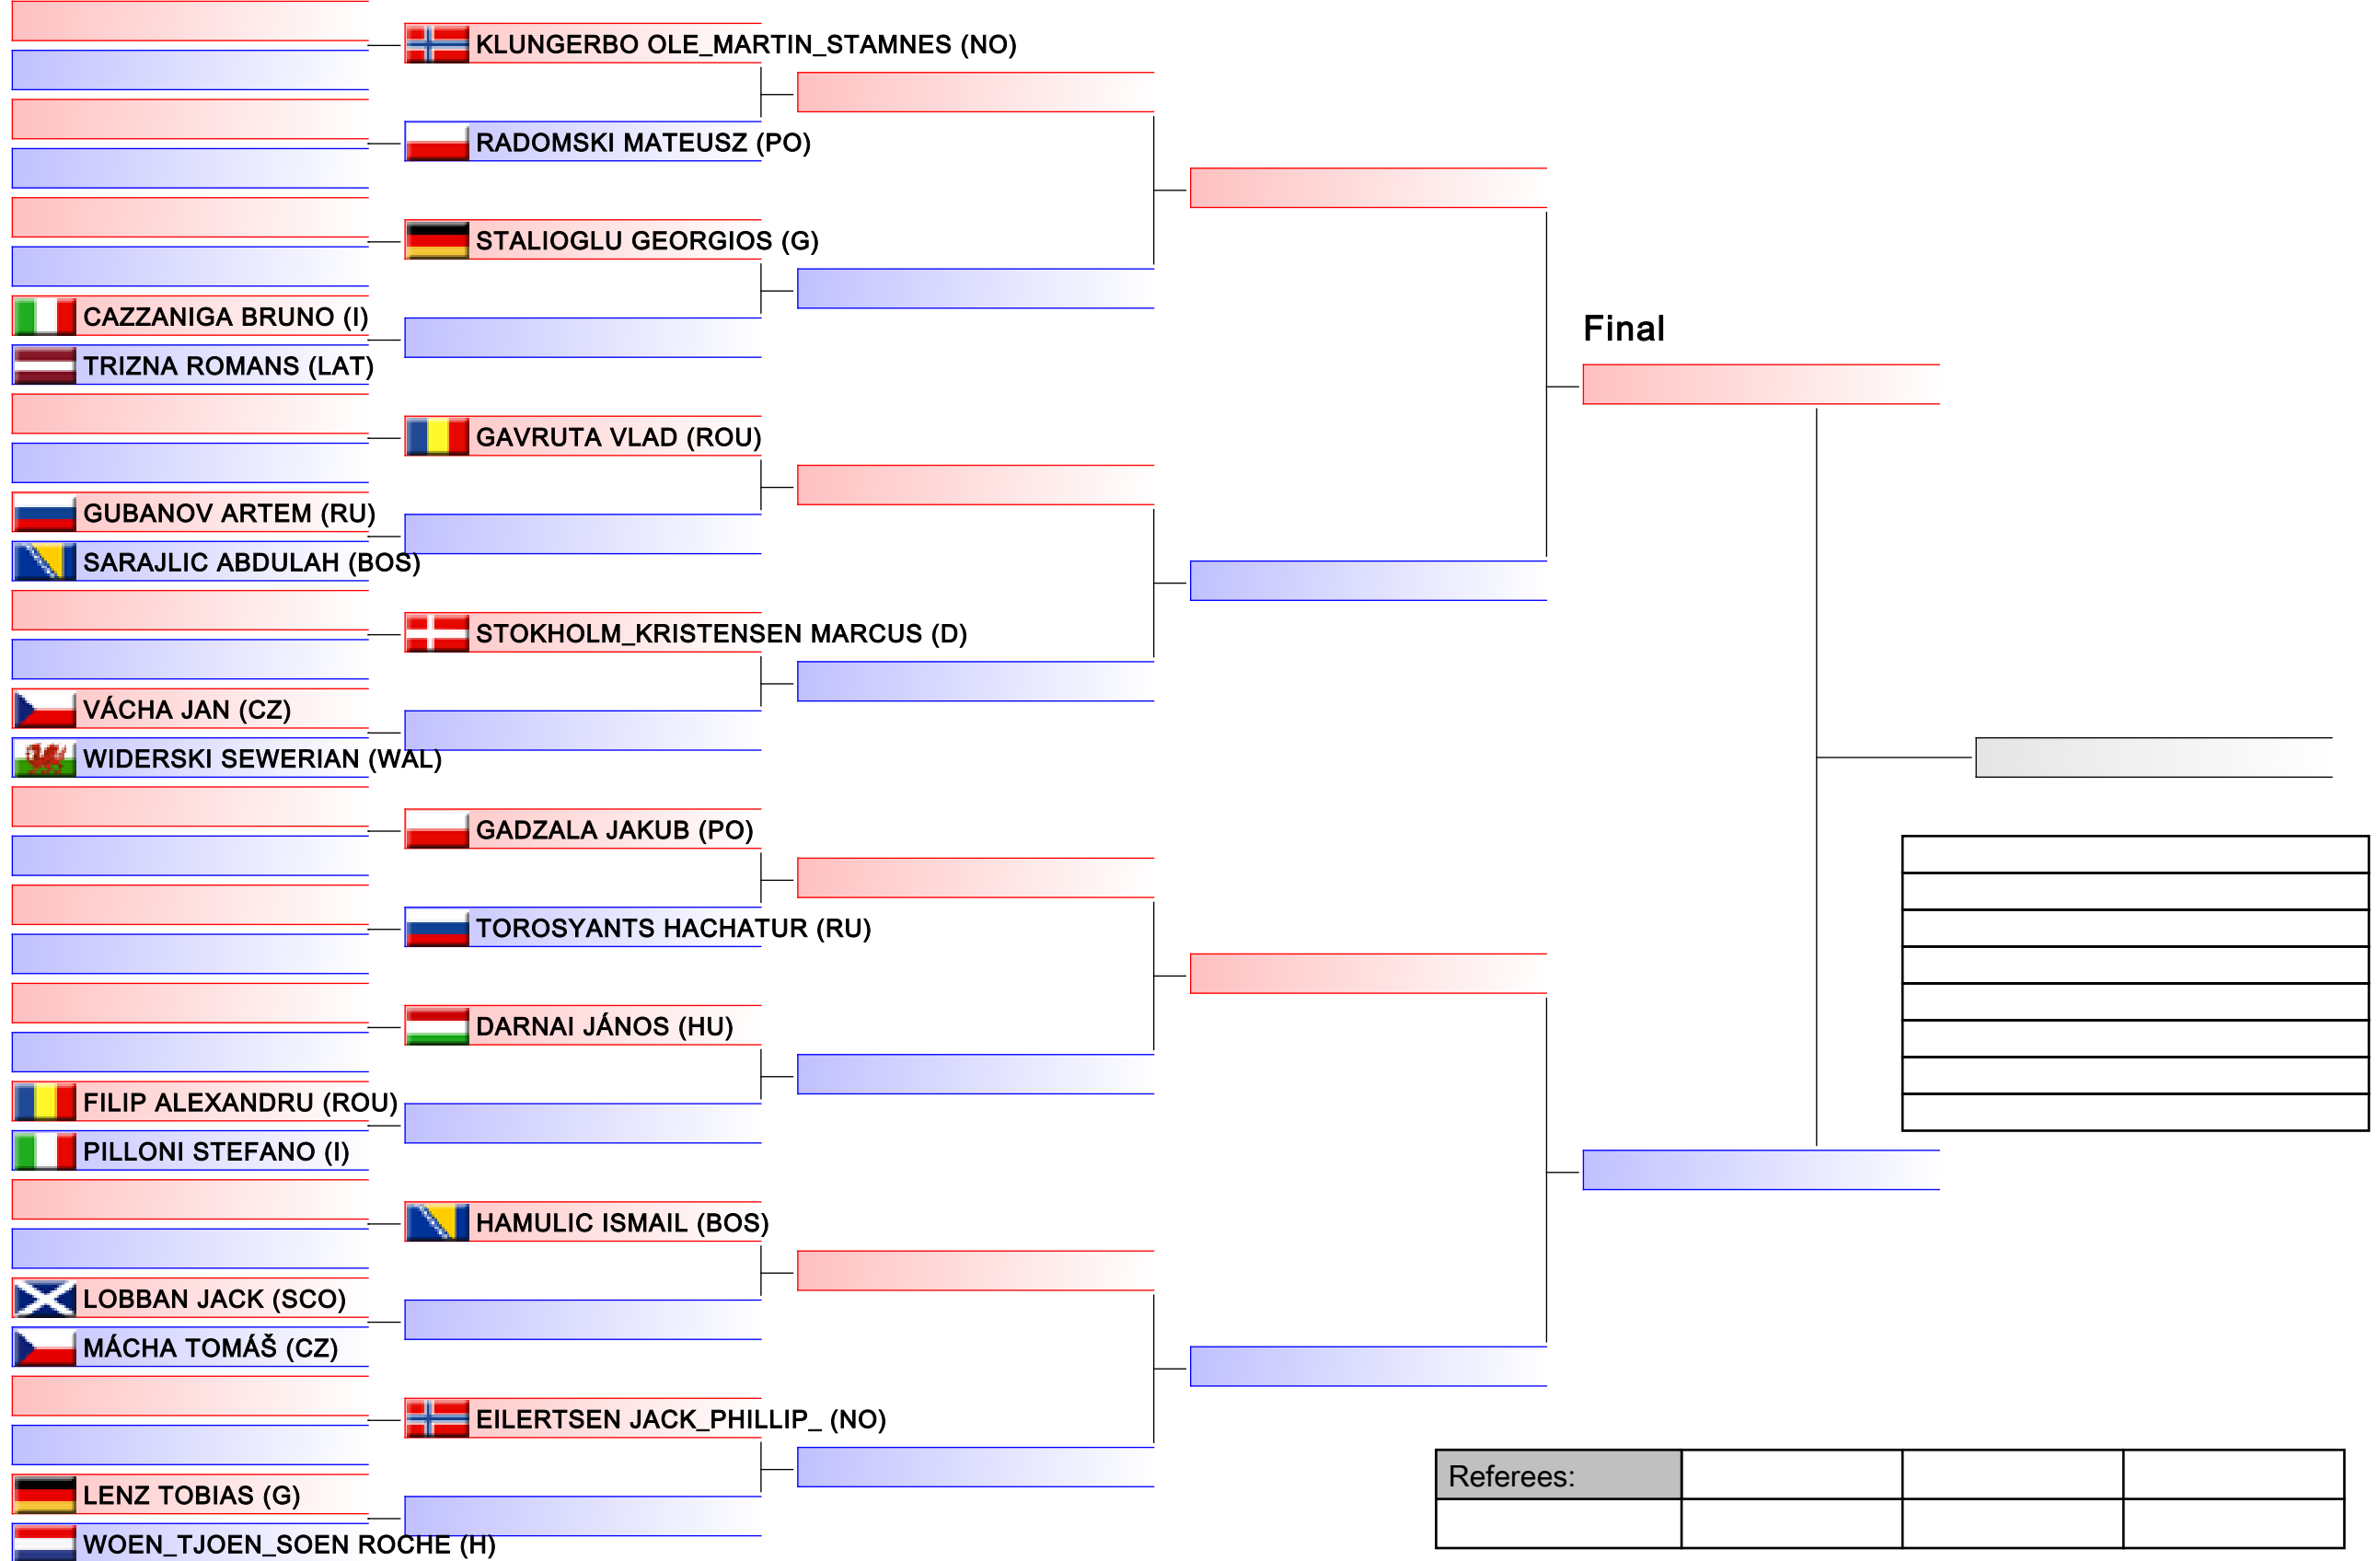 KLUNGERBO OLE_MARTIN_STAMNES (NO)
RADOMSKI MATEUSZ (PO)
STALIOGLU GEORGIOS (G)
CAZZANIGA BRUNO (I)
Final
TRIZNA ROMANS (LAT)
GAVRUTA VLAD (ROU)
GUBANOV ARTEM (RU)
SARAJLIC ABDULAH (BOS)
STOKHOLM_KRISTENSEN MARCUS (D)
VÁCHA JAN (CZ)
WIDERSKI SEWERIAN (WAL)
GADZALA JAKUB (PO)
TOROSYANTS HACHATUR (RU)
DARNAI JÁNOS (HU)
FILIP ALEXANDRU (ROU)
PILLONI STEFANO (I)
HAMULIC ISMAIL (BOS)
LOBBAN JACK (SCO)
MÁCHA TOMÁŠ (CZ)
EILERTSEN JACK_PHILLIP_ (NO)
Referees:
LENZ TOBIAS (G)
WOEN_TJOEN_SOEN ROCHE (H)